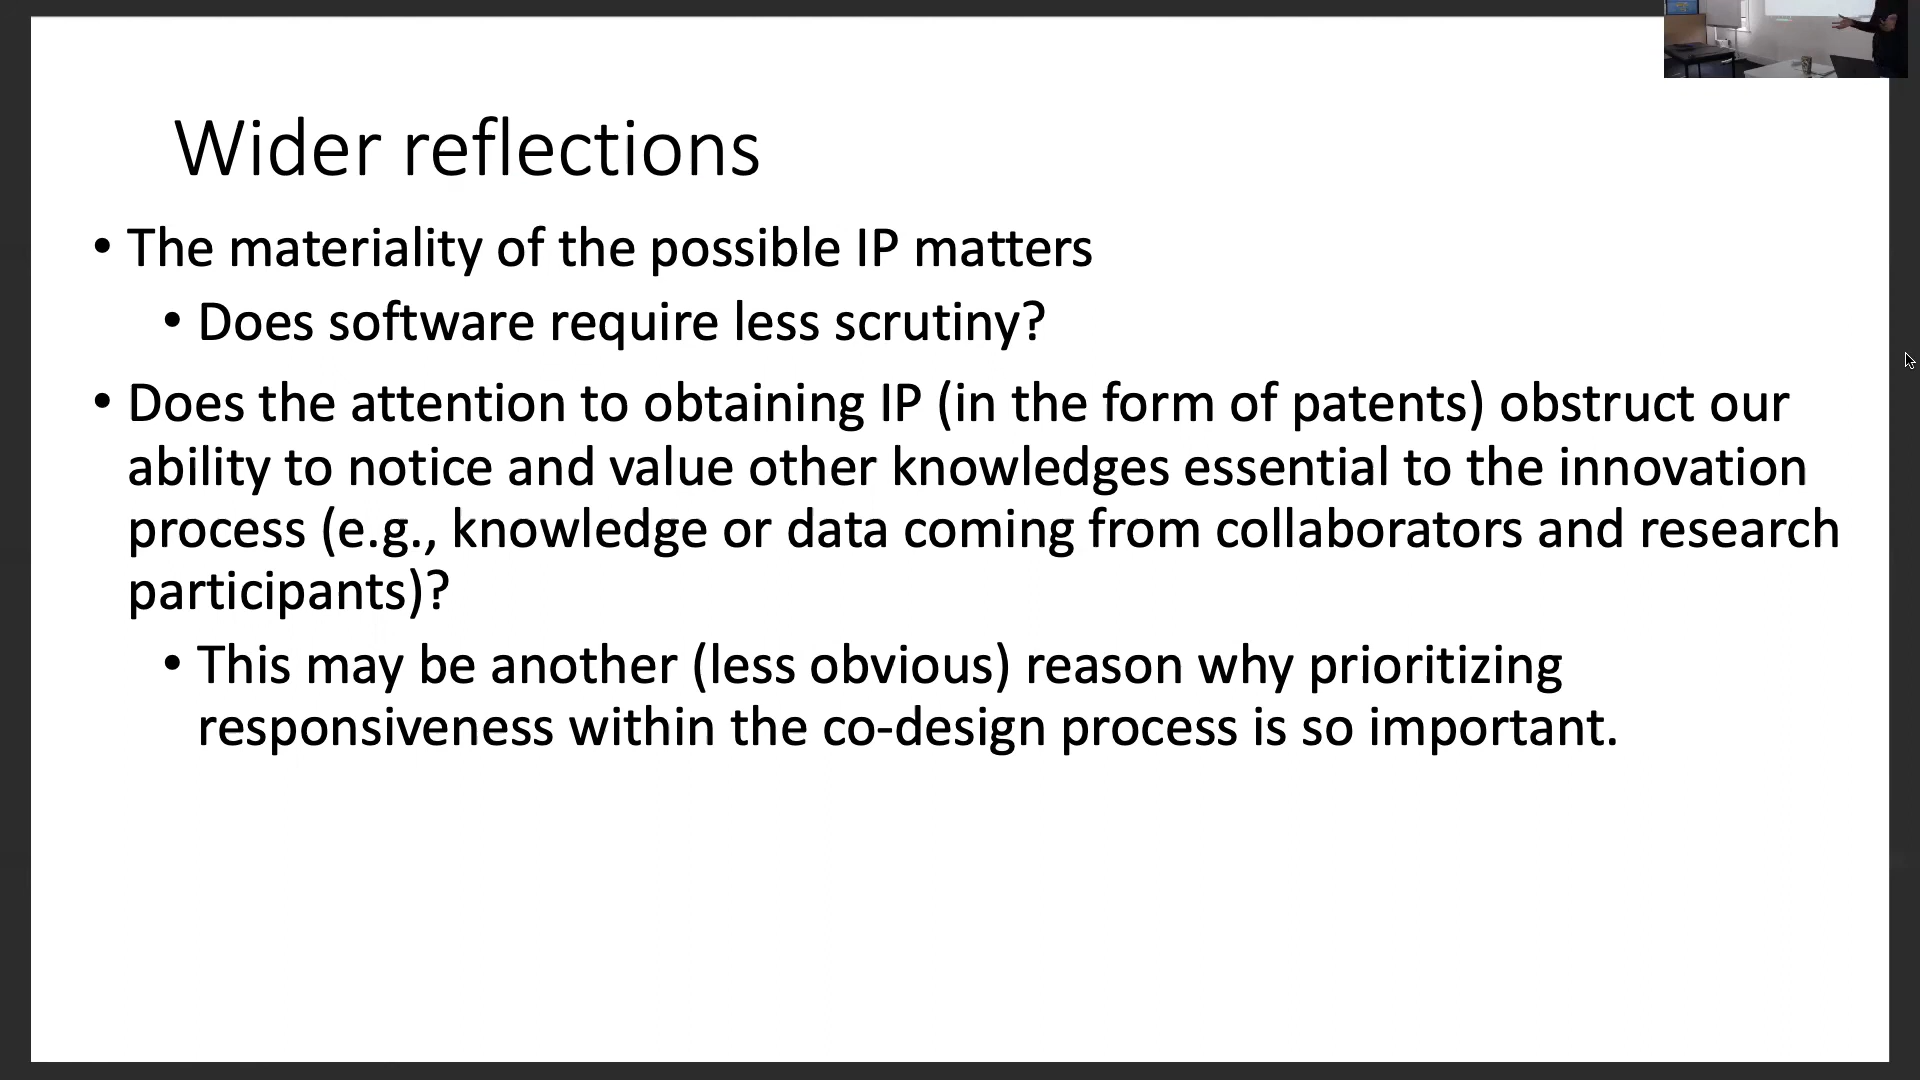 Wider reflections
• The materiality of the possible IP matters
• Does software require less scrutiny?
• Does the attention to obtaining IP (in the form of patents) obstruct our
ability to notice and value other knowledges essential to the innovation
process (e.g., knowledge or data coming from collaborators and research
participants)?
• This may be another (less obvious) reason why prioritizing
responsiveness within the co-design process is so important.